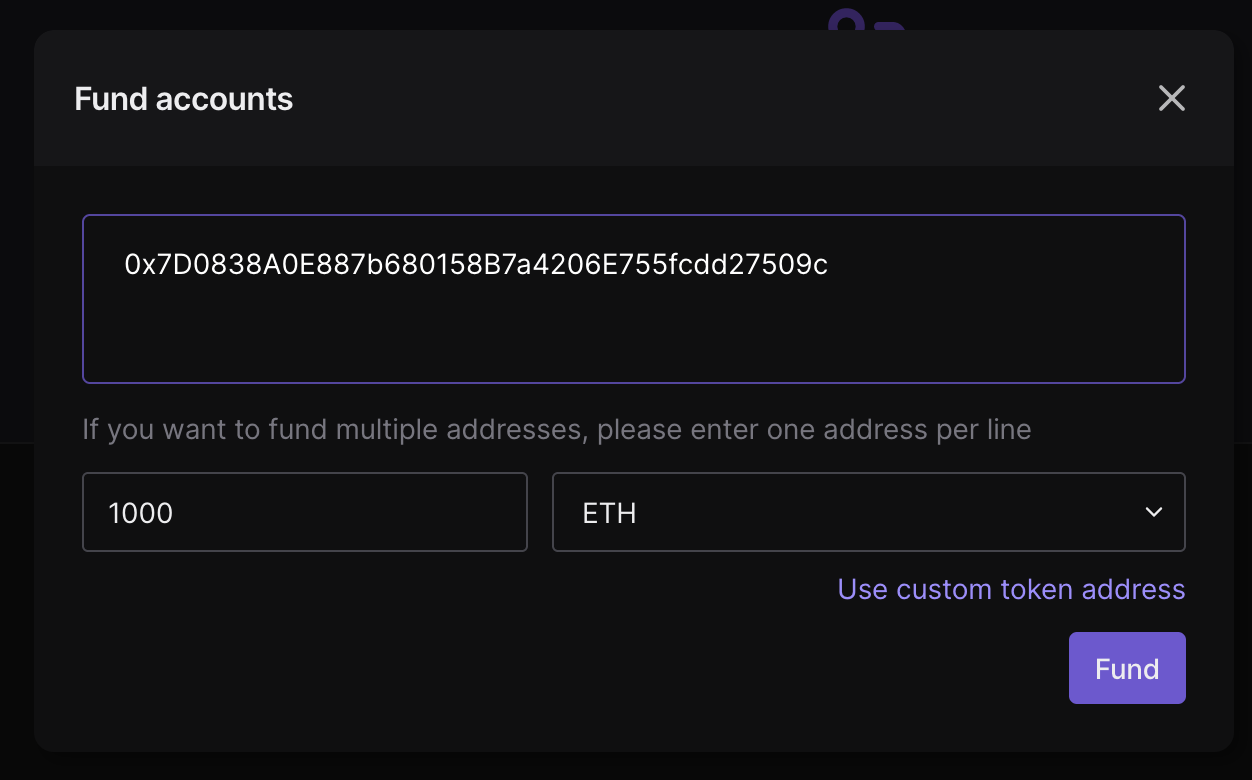 Fund accounts
0x7D0838A0E887b680158B7a4206E755fcdd27509c
If you want to fund multiple addresses, please enter one address per line
1000
ETH
Use custom token address
Fund